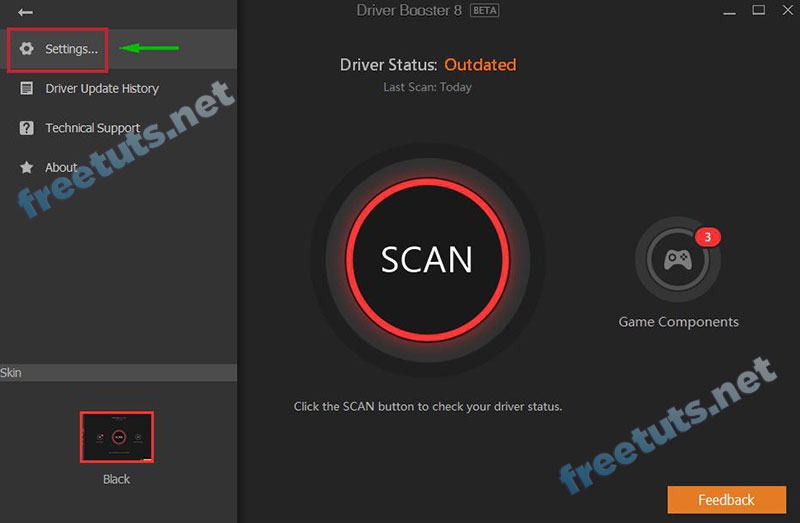 Driver Booster 8 BETA
Settings...
Driver Update History
Technical Support
About
Skin
SCAN
Black
Driver Status: Outdated
Last Scan: Today
SCAN
3
Game Components
Click the SCAN button to check your driver status.
Feedback
freetuts.net
freetuts.net